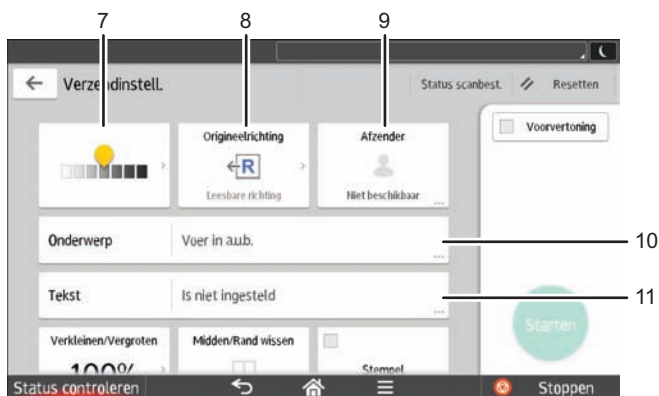 7 8 9
← Verzendinstell. Status scanbest. Resetten
Origineelrichting Afzender Voorvertoning
←R
Leesbare richting Niet beschikbaar ...
Onderwerp Voer in a.u.b. ... 10
Tekst Is niet ingesteld ... 11
Starten
Verkleinen/Vergroten Midden/Rand wissen
100% Stempel
Status controleren Stoppen